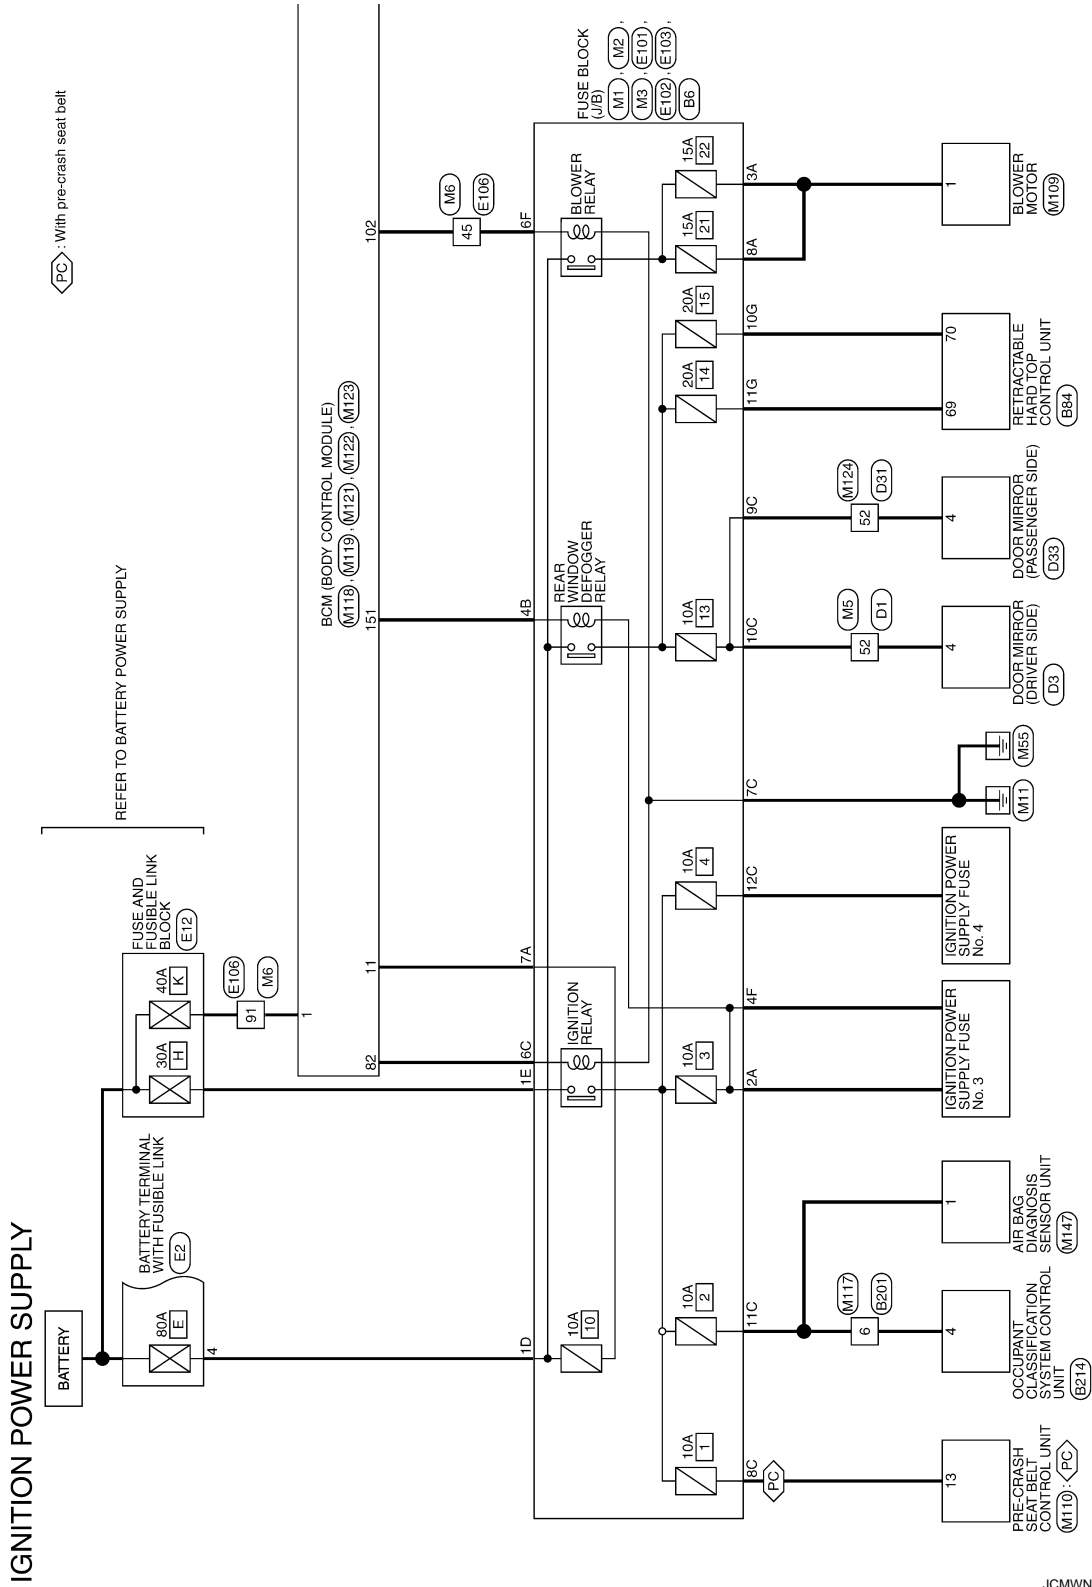 IGNITION POWER SUPPLY
BATTERY
REFER TO BATTERY POWER SUPPLY
PC : With pre-crash seat belt
80A
E
BATTERY TERMINAL
WITH FUSIBLE LINK
E2
4
30A
H
40A
K
FUSE AND
FUSIBLE LINK
BLOCK
E12
91
E106
M6
1
BCM (BODY CONTROL MODULE)
M118 , M119 , M121 , M122 , M123
82
11
151
102
45
M6
E106
1D
1E
6C
7A
4B
6F
FUSE BLOCK
(J/B)
M1 , M2 ,
M3 , E101 ,
E102 , E103 ,
B6
10A
10
IGNITION
RELAY
REAR
WINDOW
DEFOGGER
RELAY
BLOWER
RELAY
10A
1
10A
2
10A
3
10A
4
10A
13
20A
14
20A
15
15A
21
15A
22
8C
11C
2A
4F
12C
7C
10C
9C
11G
10G
8A
3A
PC
6
M117
B201
52
M5
D1
52
M124
D31
13
PRE-CRASH
SEAT BELT
CONTROL UNIT
M110 : PC
4
OCCUPANT
CLASSIFICATION
SYSTEM CONTROL
UNIT
B214
1
AIR BAG
DIAGNOSIS
SENSOR UNIT
M147
IGNITION POWER
SUPPLY FUSE
No. 3
IGNITION POWER
SUPPLY FUSE
No. 4
M11
M55
4
DOOR MIRROR
(DRIVER SIDE)
D3
4
DOOR MIRROR
(PASSENGER SIDE)
D33
69
70
RETRACTABLE
HARD TOP
CONTROL UNIT
B84
1
BLOWER
MOTOR
M109